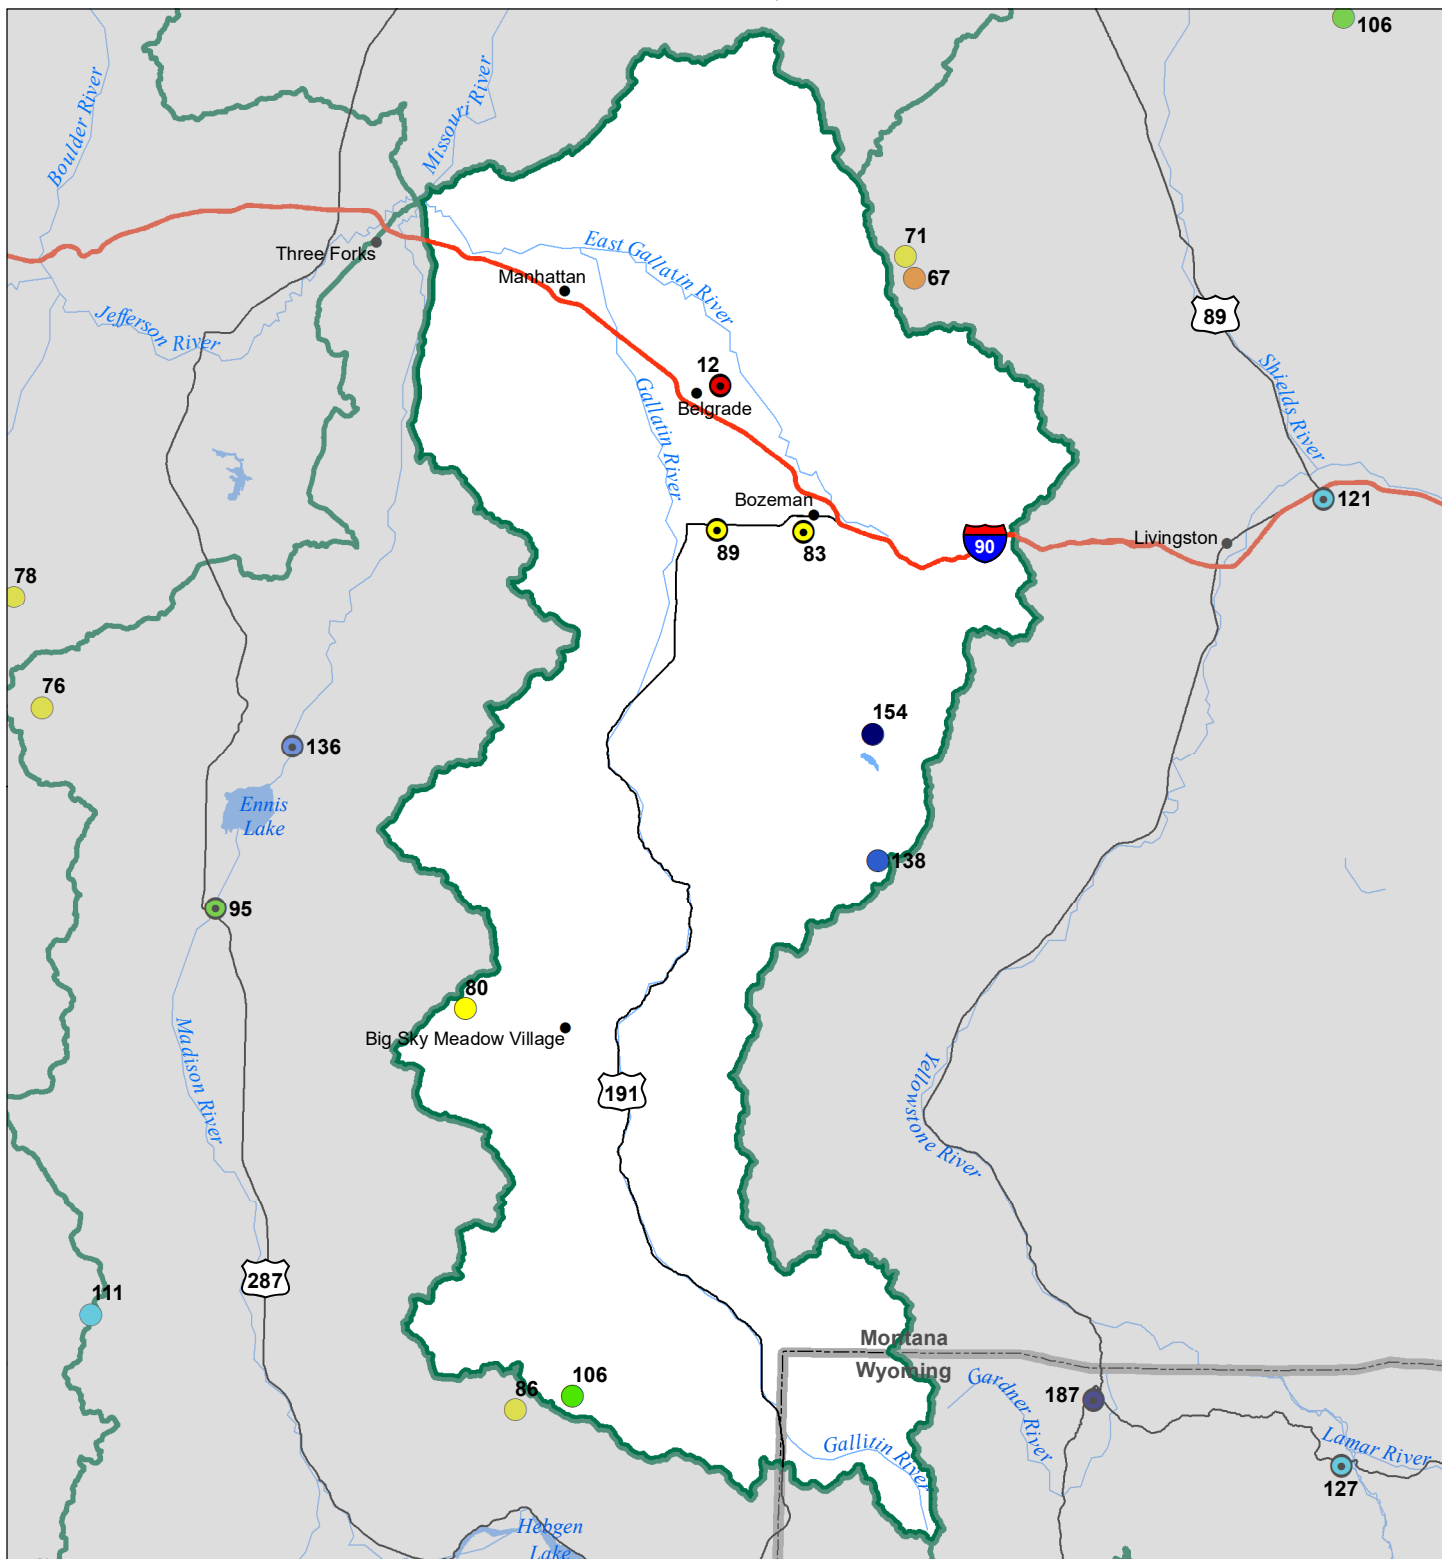 106
Boulder River
Missouri River
71
67
East Gallatin River
Three Forks
Manhattan
89
Jefferson River
12
Belgrade
Shields River
Gallatin River
Bozeman
121
89
83
90
Livingston
78
76
154
136
Ennis
Lake
138
95
80
Big Sky Meadow Village
Madison River
191
Yellowstone River
287
111
Montana
Wyoming
86
106
Gardner River
187
Gallitin River
Lamar River
127
Hebgen
Lake